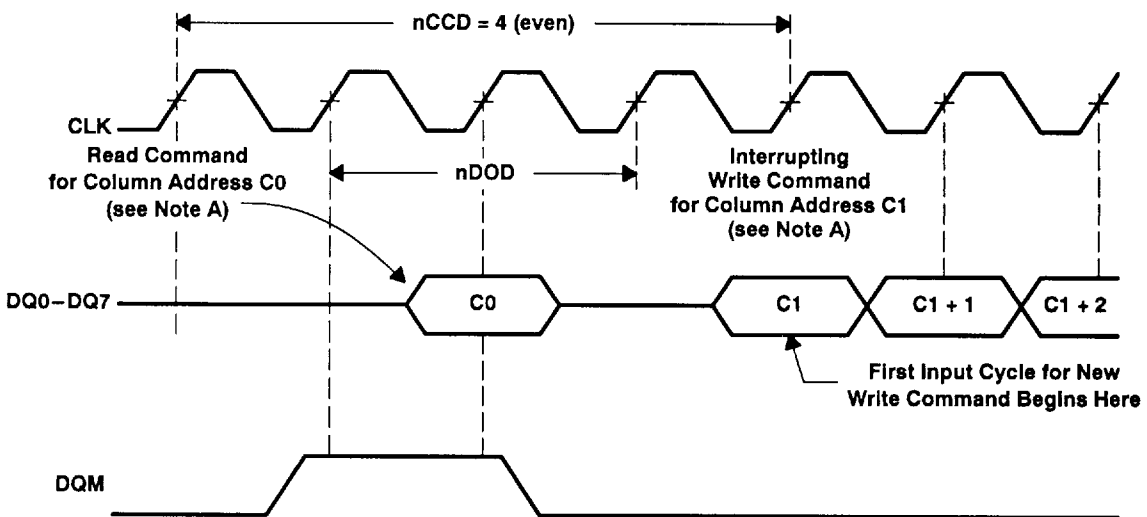 nCCD = 4 (even)
CLK
Read Command
for Column Address C0
(see Note A)
nDOD
Interrupting
Write Command
for Column Address C1
(see Note A)
DQ0–DQ7
C0
C1
C1 + 1
C1 + 2
First Input Cycle for New
Write Command Begins Here
DQM